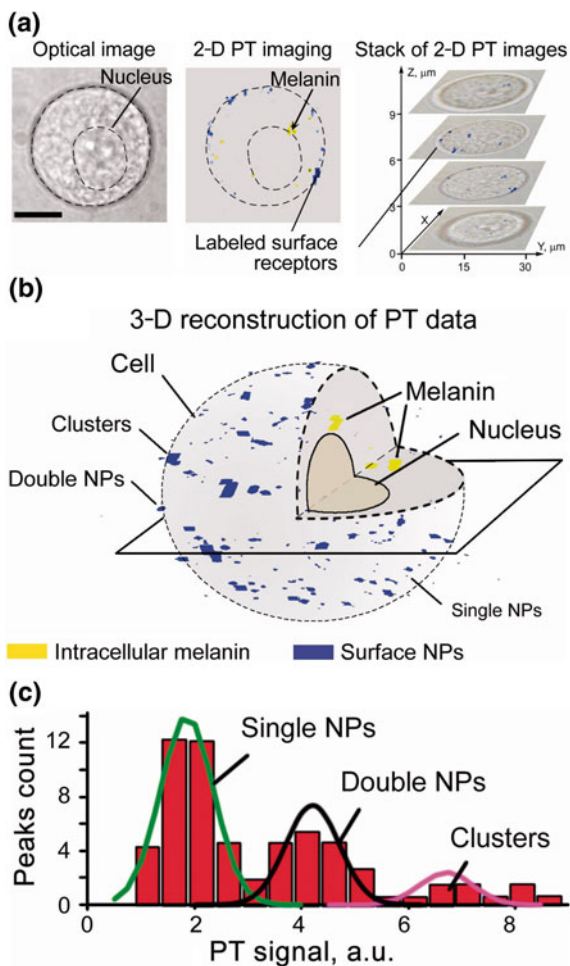 (a)
Optical image
2-D PT imaging
Stack of 2-D PT images
Nucleus
Melanin
Labeled surface
receptors
Z, µm
9
6
3
0
X
0
15
30
Y, µm
(b)
3-D reconstruction of PT data
Cell
Clusters
Double NPs
Melanin
Nucleus
Single NPs
Intracellular melanin
Surface NPs
(c)
Peaks count
12
8
4
0
Single NPs
Double NPs
Clusters
0
2
4
6
8
PT signal, a.u.